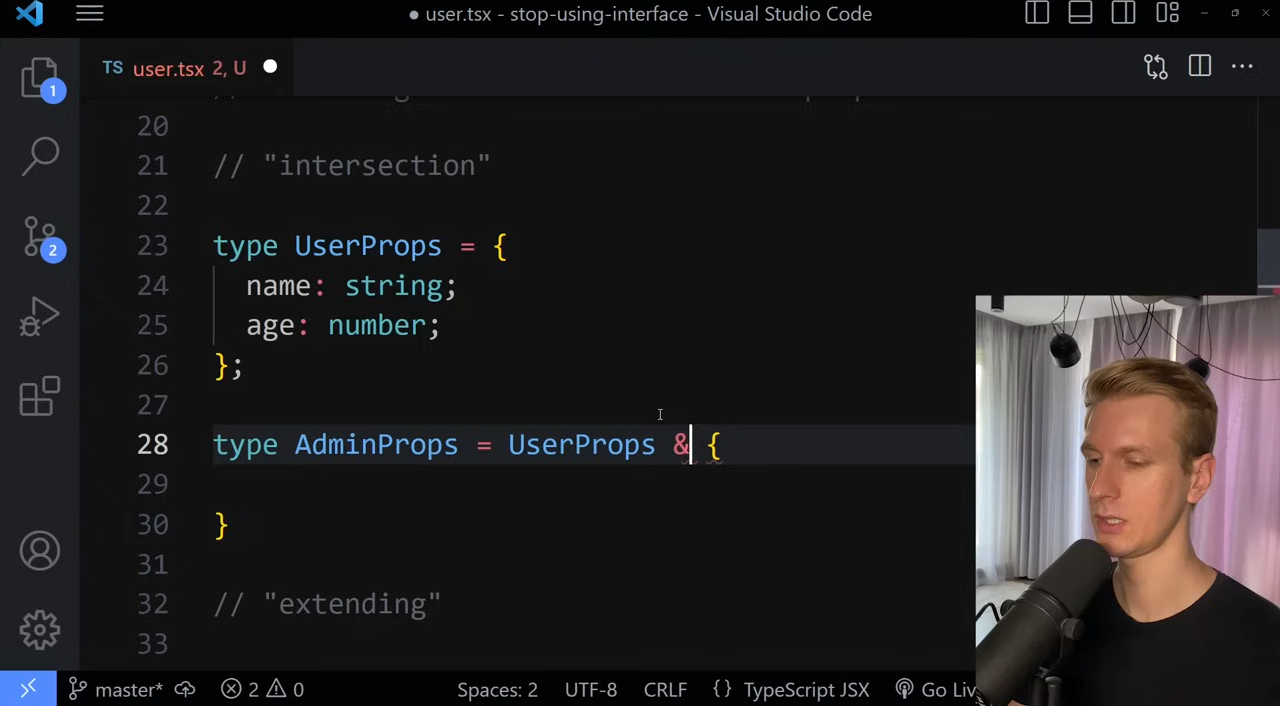 user.tsx - stop-using-interface - Visual Studio Code
TS user.tsx 2, U
1
2
20
21 // "intersection"
22
23 type UserProps = {
24 name: string;
25 age: number;
26 };
27
28 type AdminProps = UserProps & {
29
30 }
31
32 // "extending"
33
master* 2 0 Spaces: 2 UTF-8 CRLF {} TypeScript JSX Go Liv